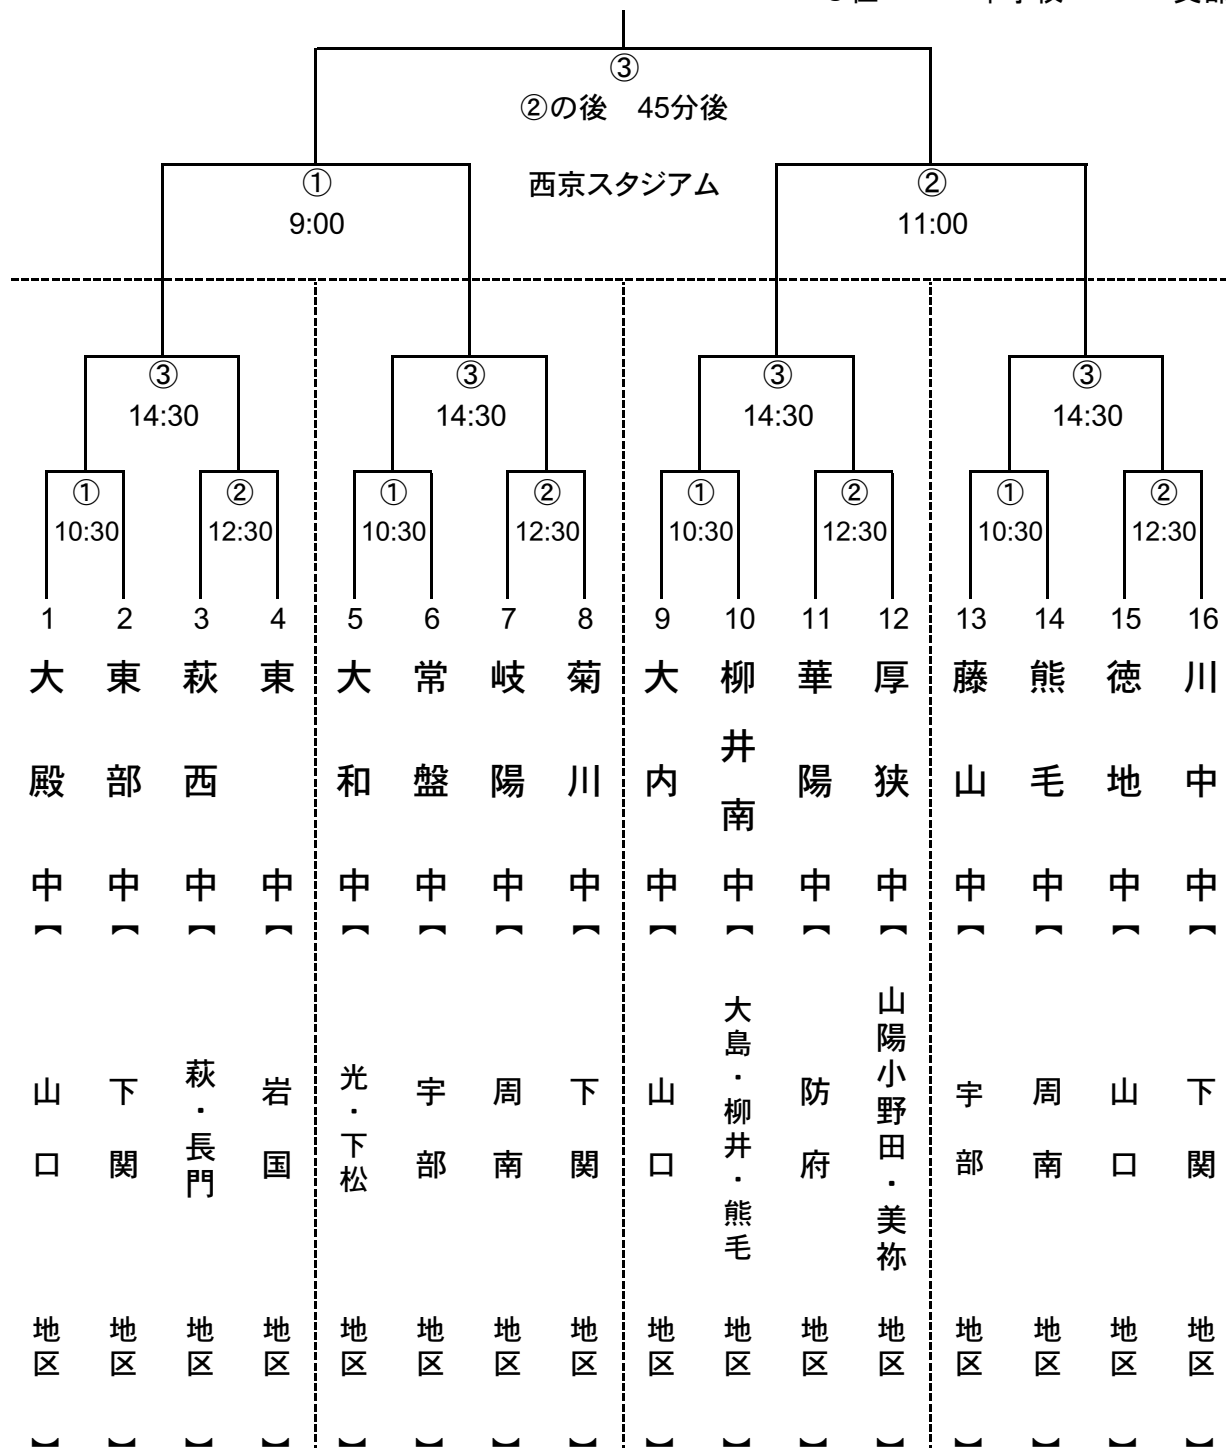 ③
②の後　45分後
西京スタジアム
①
9:00
②
11:00
③
14:30
③
14:30
③
14:30
③
14:30
①
10:30
②
12:30
①
10:30
②
12:30
①
10:30
②
12:30
①
10:30
②
12:30
1
大殿中【山口地区】
2
東部中【下関地区】
3
萩西中【萩・長門地区】
4
東中【岩国地区】
5
大和中【光・下松地区】
6
常盤中【宇部地区】
7
岐陽中【周南地区】
8
菊川中【下関地区】
9
大内中【山口地区】
10
柳井南中【大島・柳井・熊毛地区】
11
華陽中【防府地区】
12
厚狭中【山陽小野田・美祢地区】
13
藤山中【宇部地区】
14
熊毛中【周南地区】
15
徳地中【山口地区】
16
川中中【下関地区】